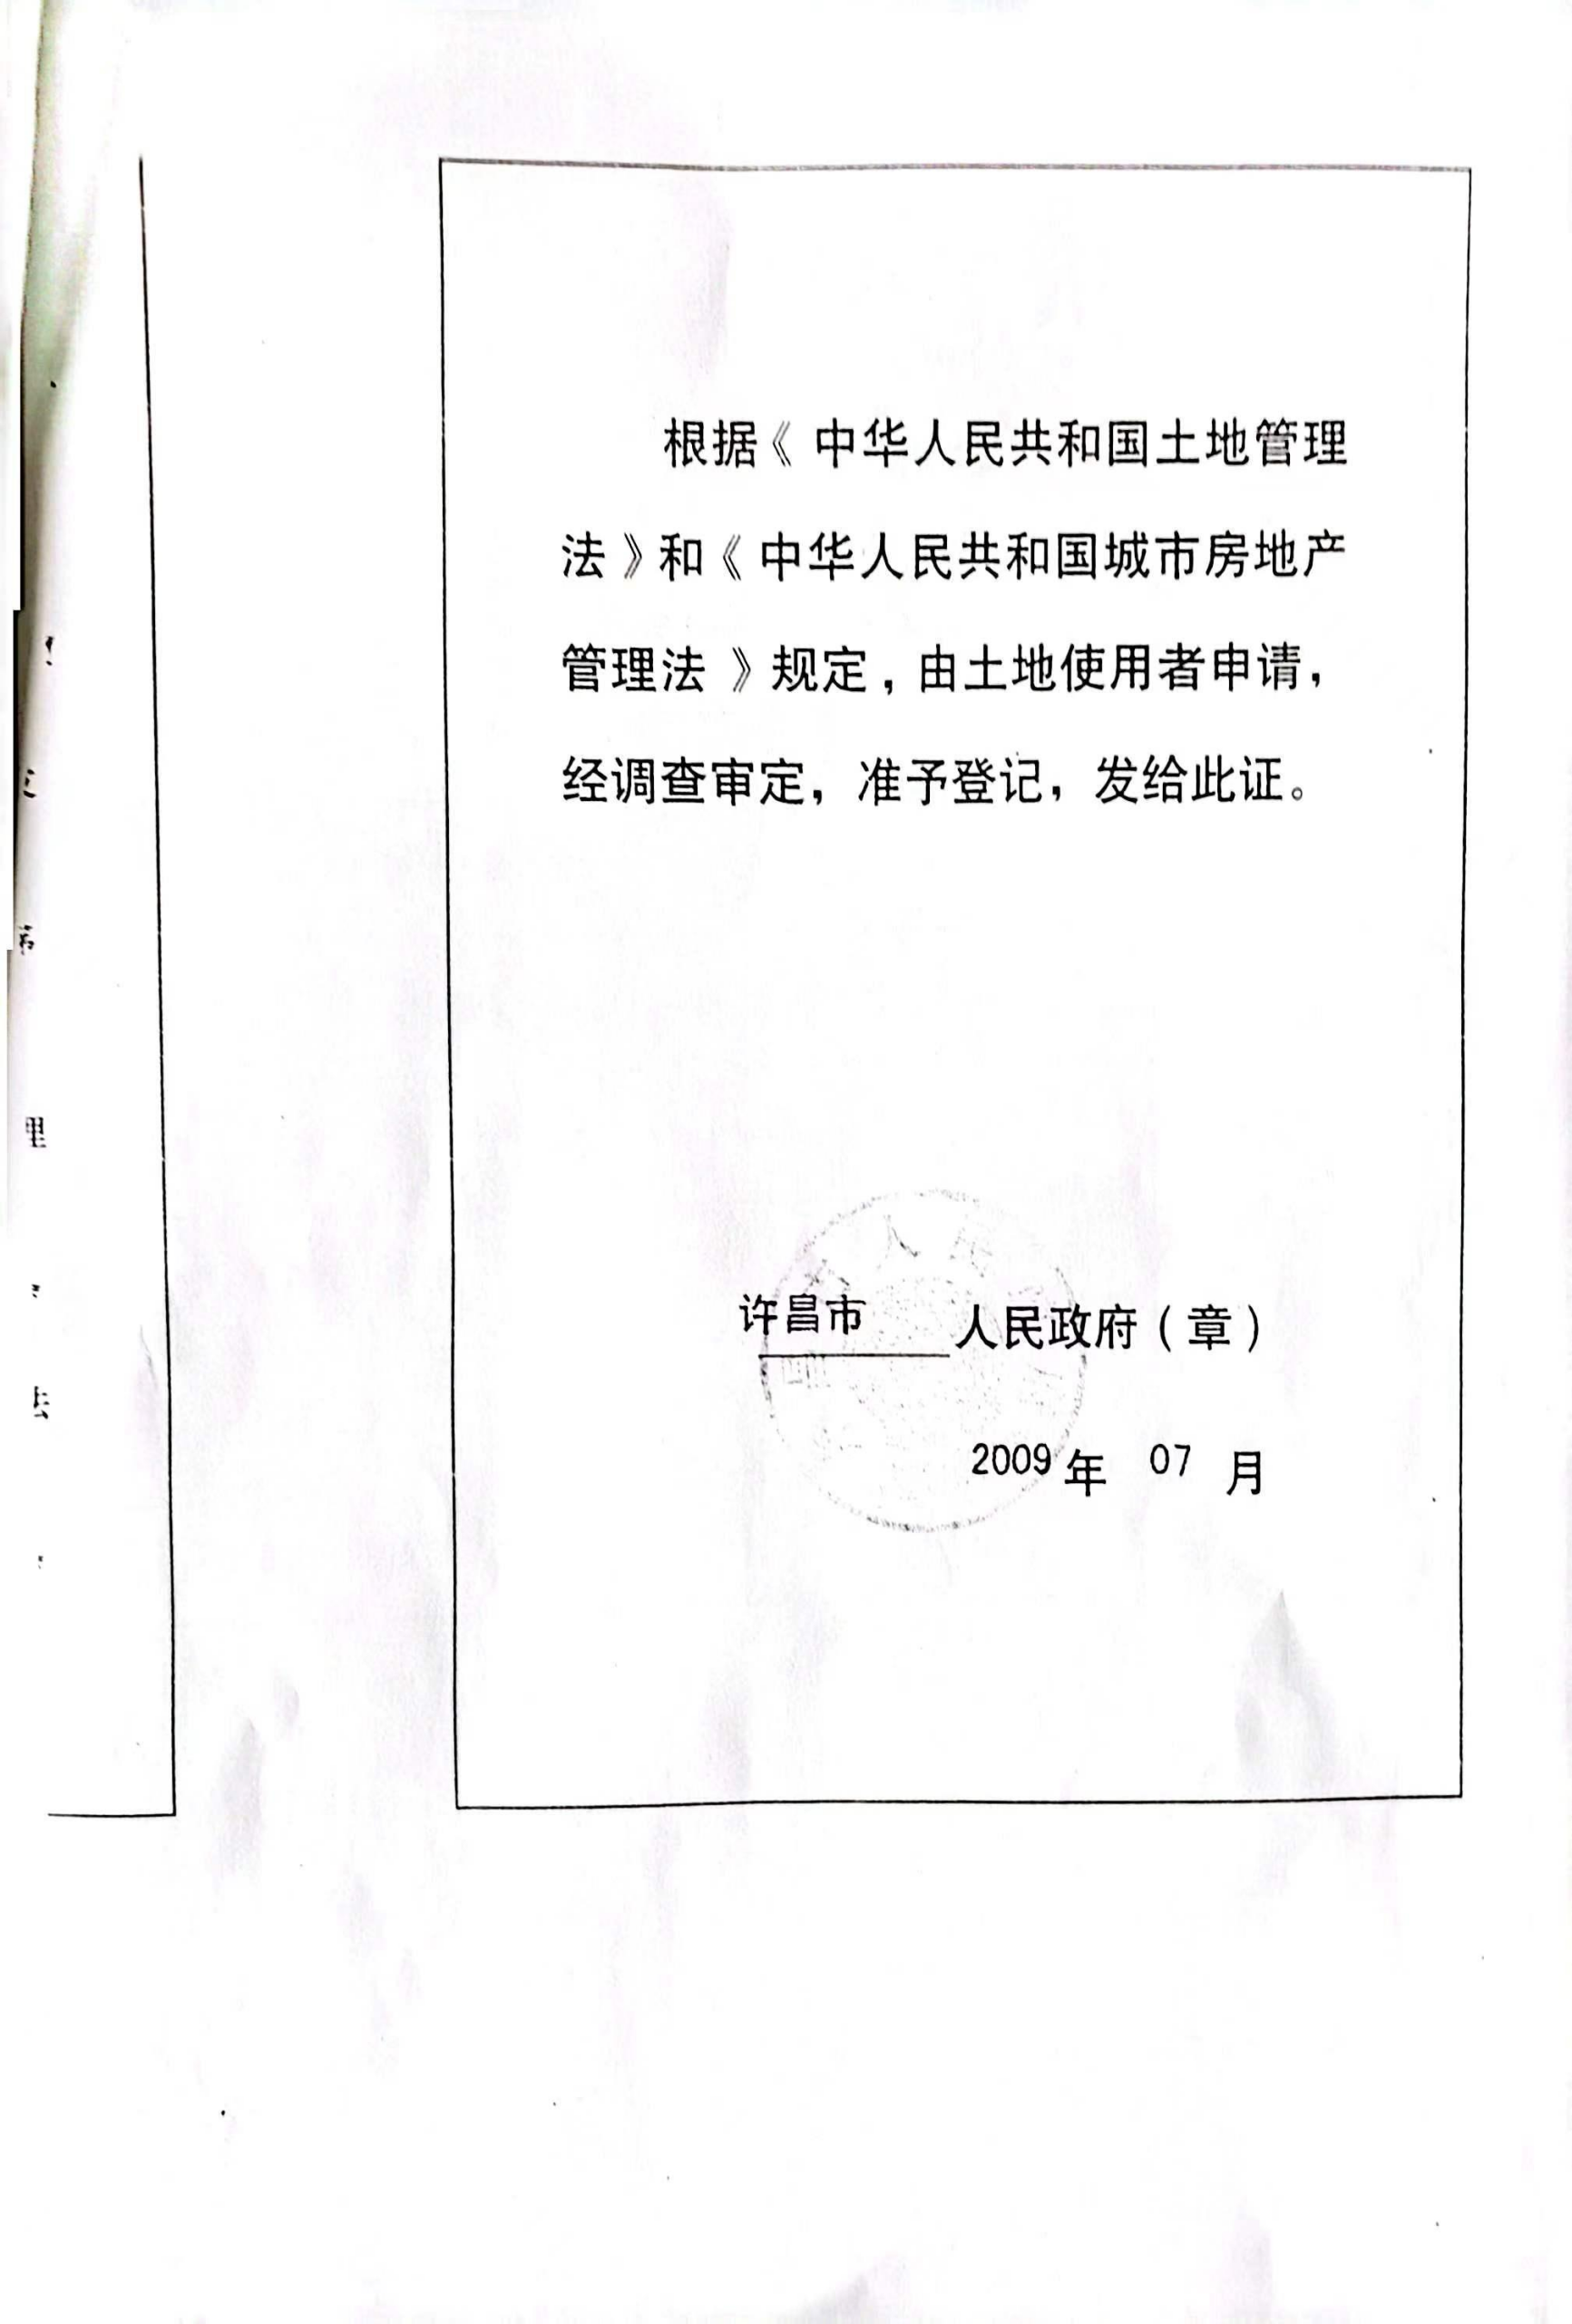 根据《中华人民共和国土地管理
法》和《中华人民共和国城市房地产
管理法》规定，由土地使用者申请，
经调查审定，准予登记，发给此证。
许昌市 人民政府（章）
2009 年 07 月
理
法